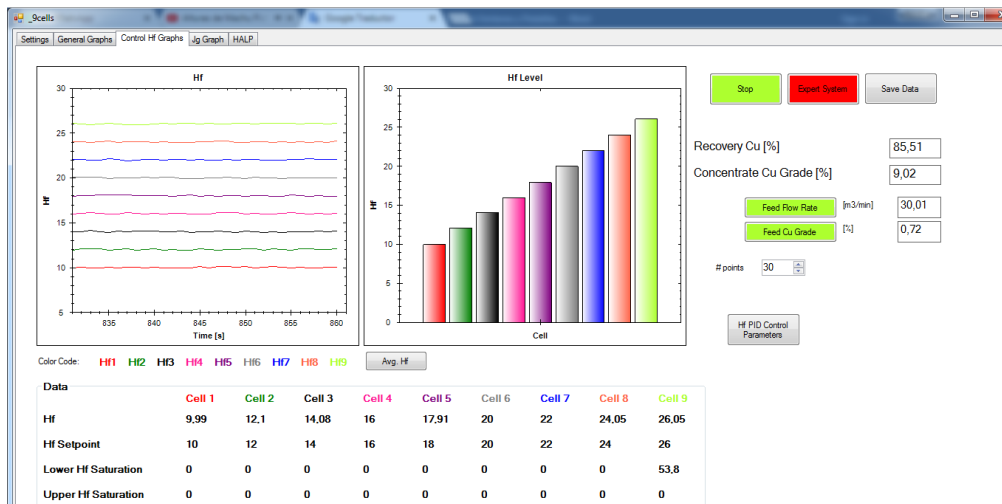 _9cells
Google Traductor
Settings General Graphs Control Hf Graphs Jg Graph HALP
Hf
30
25
20
15
10
5
Hf
835 840 845 850 855 860
Time [s]
Hf Level
30
25
20
15
10
5
0
Hf
Cell
Stop Expert System Save Data
Recovery Cu [%] 85,51
Concentrate Cu Grade [%] 9,02
Feed Flow Rate [m3/min] 30,01
Feed Cu Grade [%] 0,72
# points 30
Hf PID Control
Parameters
Color Code: Hf1 Hf2 Hf3 Hf4 Hf5 Hf6 Hf7 Hf8 Hf9 Avg. Hf
Data
Cell 1 Cell 2 Cell 3 Cell 4 Cell 5 Cell 6 Cell 7 Cell 8 Cell 9
Hf 9,99 12,1 14,08 16 17,91 20 22 24,05 26,05
Hf Setpoint 10 12 14 16 18 20 22 24 26
Lower Hf Saturation 0 0 0 0 0 0 0 0 53,8
Upper Hf Saturation 0 0 0 0 0 0 0 0 0